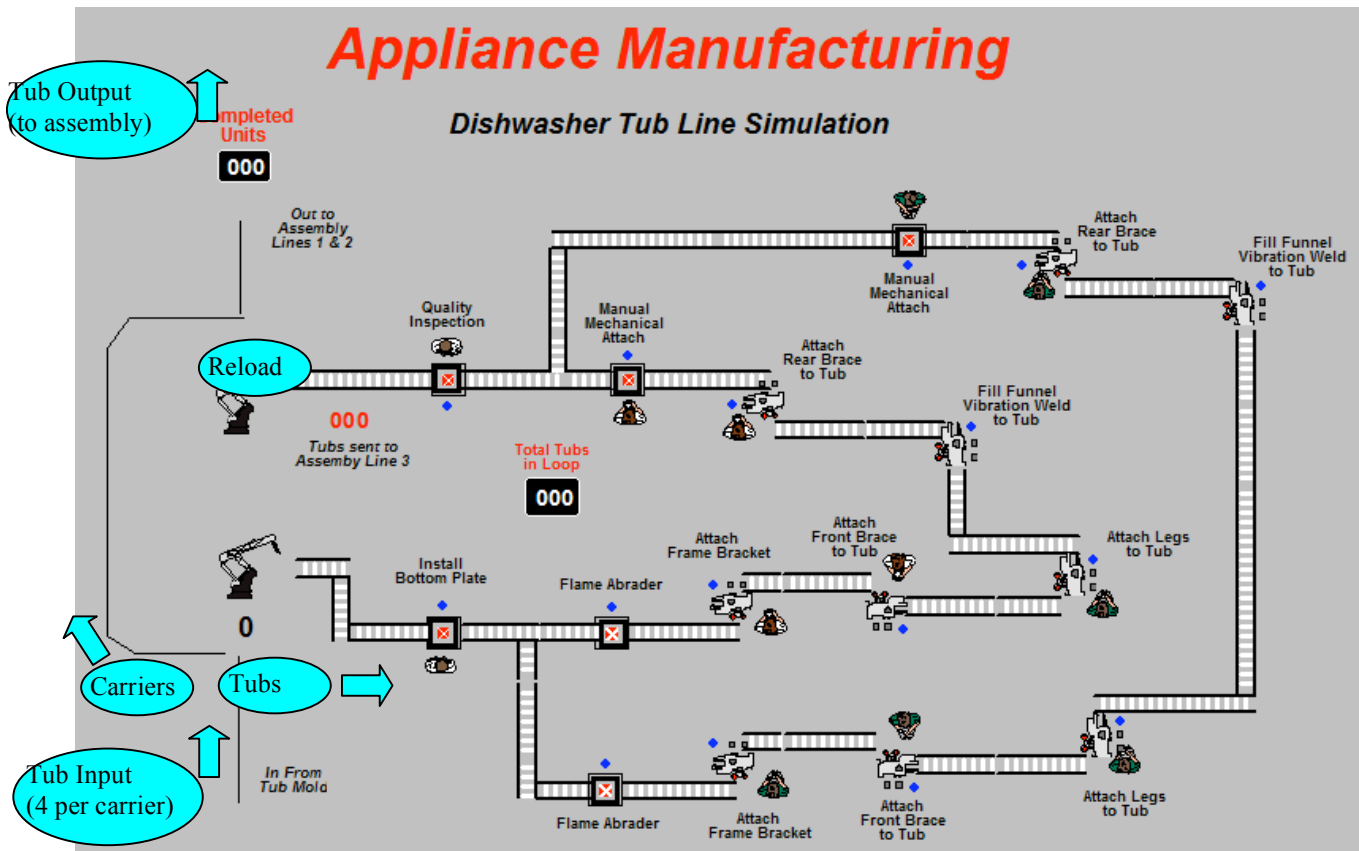 Appliance Manufacturing
Dishwasher Tub Line Simulation
Tub Output
(to assembly)
Completed
Units
000
Out to
Assembly
Lines 1 & 2
Attach
Rear Brace
to Tub
Fill Funnel
Vibration Weld
to Tub
Manual
Mechanical
Attach
Quality
Inspection
Manual
Mechanical
Attach
Attach
Rear Brace
to Tub
Reload
Fill Funnel
Vibration Weld
to Tub
000
Tubs sent to
Assemby Line 3
Total Tubs
in Loop
000
Attach
Frame Bracket
Attach
Front Brace
to Tub
Attach Legs
to Tub
Install
Bottom Plate
Flame Abrader
0
Carriers
Tubs
Tub Input
(4 per carrier)
In From
Tub Mold
Flame Abrader
Attach
Frame Bracket
Attach
Front Brace
to Tub
Attach Legs
to Tub